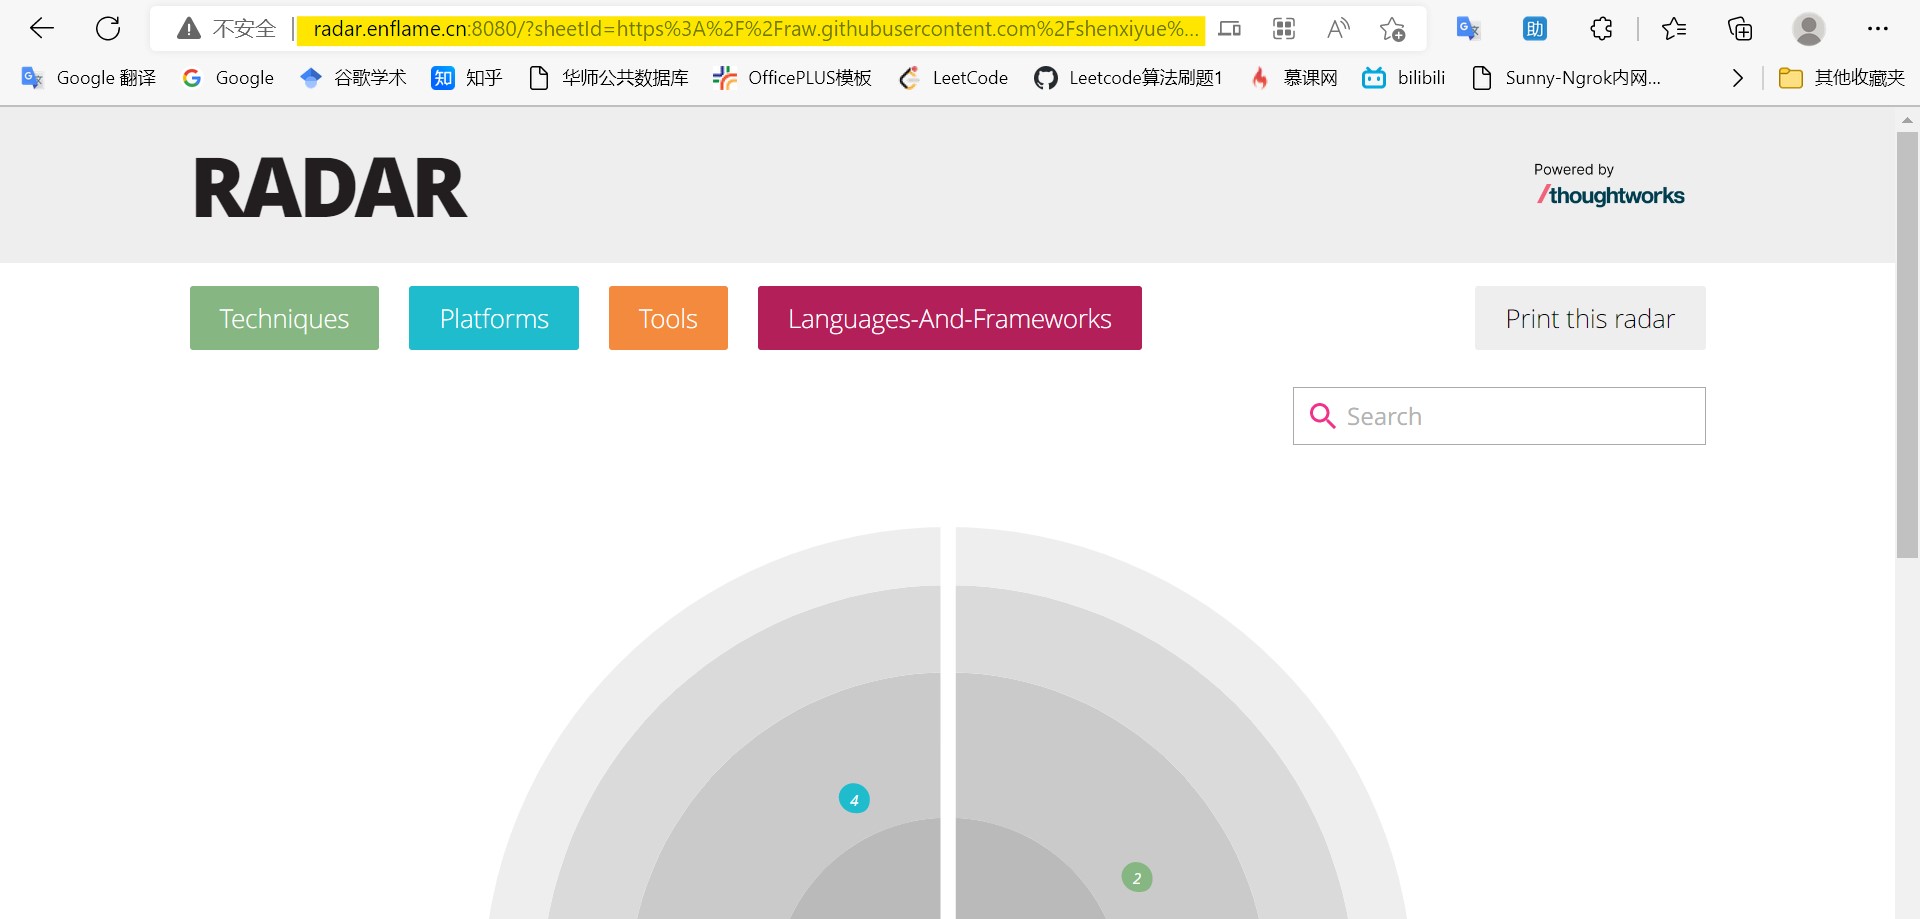 不安全 radar.enflame.cn:8080/?sheetId=https%3A%2F%2Fraw.githubusercontent.com%2Fshenxiyue%...
Google 翻译 Google 谷歌学术 知 知乎 华师公共数据库 OfficePLUS模板 LeetCode Leetcode算法刷题1 慕课网 bilibili Sunny-Ngrok内网... 其他收藏夹
助
RADAR
Powered by
/thoughtworks
Techniques Platforms Tools Languages-And-Frameworks Print this radar
Search
4
2